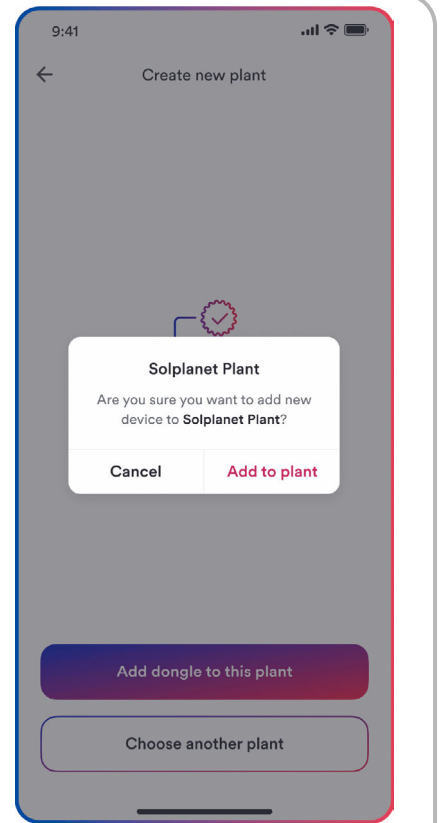 9:41
Create new plant
Solplanet Plant
Are you sure you want to add new
device to Solplanet Plant?
Cancel Add to plant
Add dongle to this plant
Choose another plant